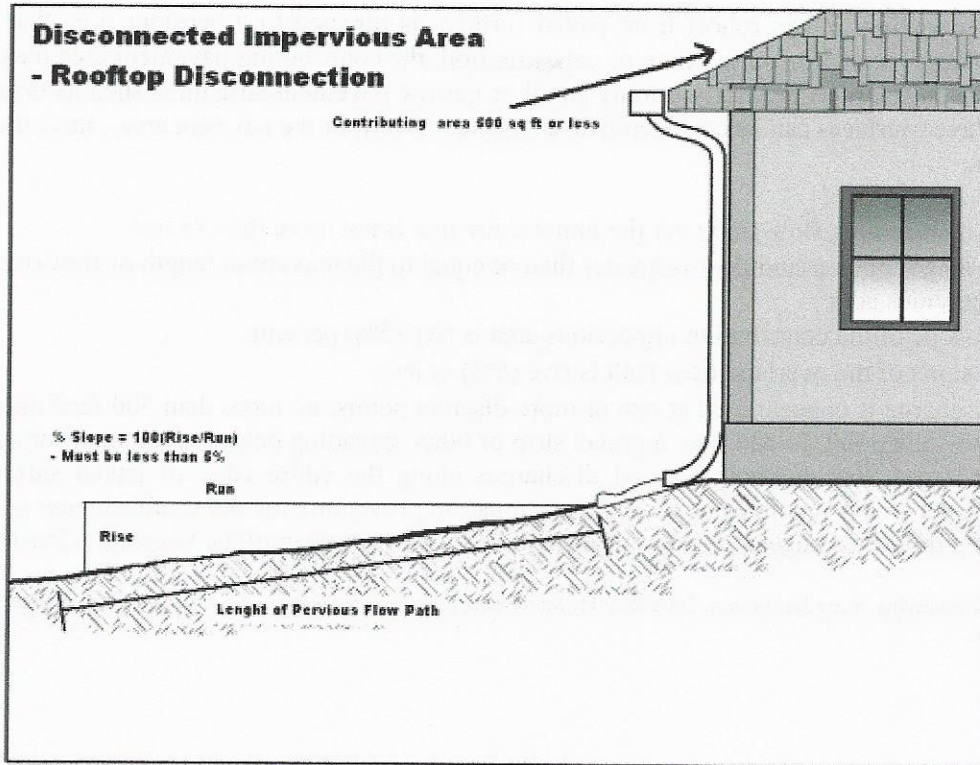 Disconnected Impervious Area
- Rooftop Disconnection
Contributing area 500 sq ft or less
% Slope = 100(Rise/Run)
- Must be less than 5%
Run
Rise
Lenght of Pervious Flow Path